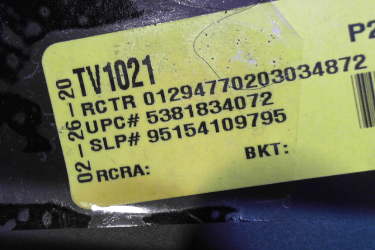 P2
TV1021
RCTR 01294770203034872
UPC# 5381834072
SLP# 95154109795
RCRA: BKT:
02-26-20